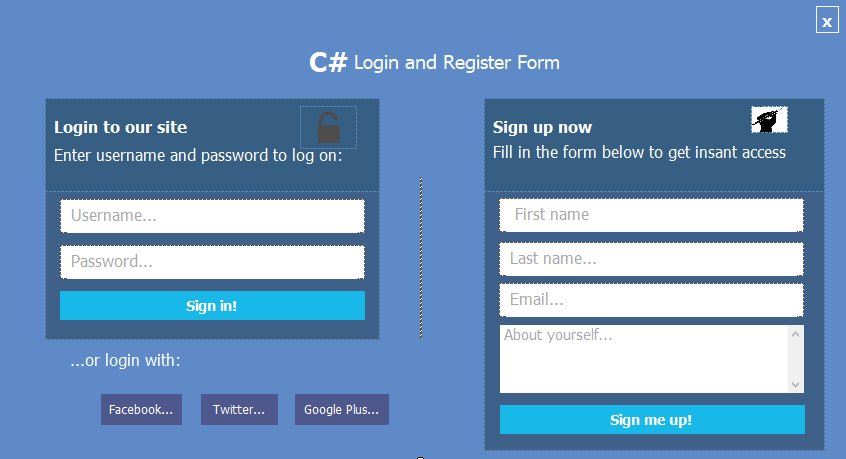 x
C# Login and Register Form
Login to our site
Enter username and password to log on:
Username...
Password...
Sign in!
...or login with:
Facebook...
Twitter...
Google Plus...
Sign up now
Fill in the form below to get insant access
First name
Last name...
Email...
About yourself...
Sign me up!